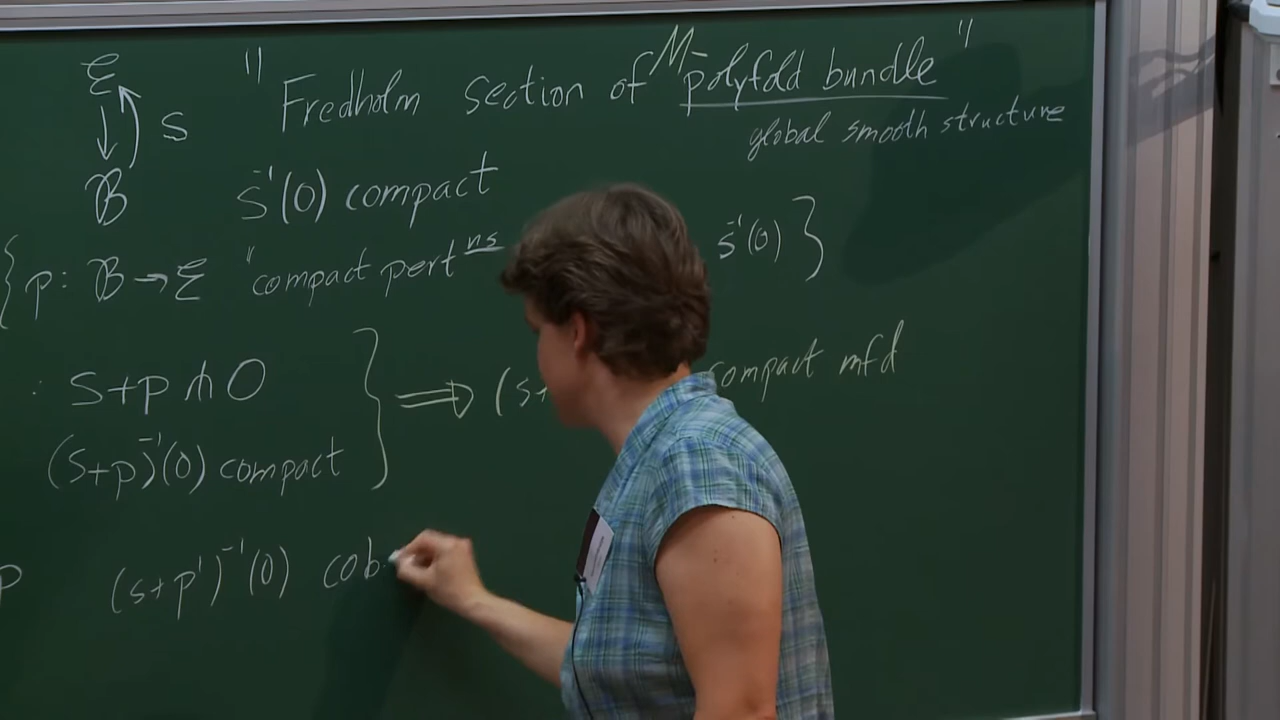 ℰ
s
" Fredholm section of M-polyfold bundle "
global smooth structure
ℬ s⁻¹(0) compact
{ p: ℬ → ℰ "compact pert^ns s⁻¹(0) }
: s+p ⋔ 0 } ⟹ (s+ compact mfd
(s+p)⁻¹(0) compact
p (s+p')⁻¹(0) cob